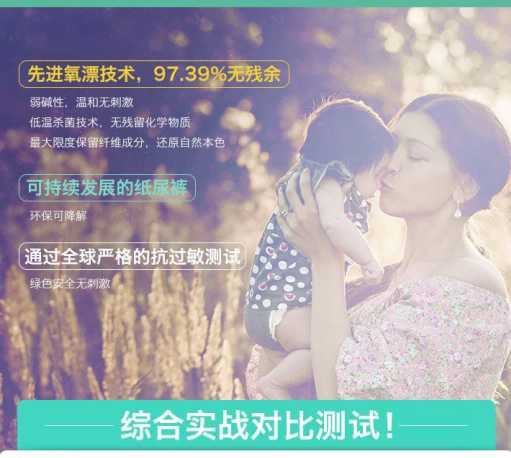 先进氧漂技术，97.39%无残余
弱碱性，温和无刺激
低温杀菌技术，无残留化学物质
最大限度保留纤维成分，还原自然本色
可持续发展的纸尿裤
环保可降解
通过全球严格的抗过敏测试
绿色安全无刺激
综合实战对比测试！